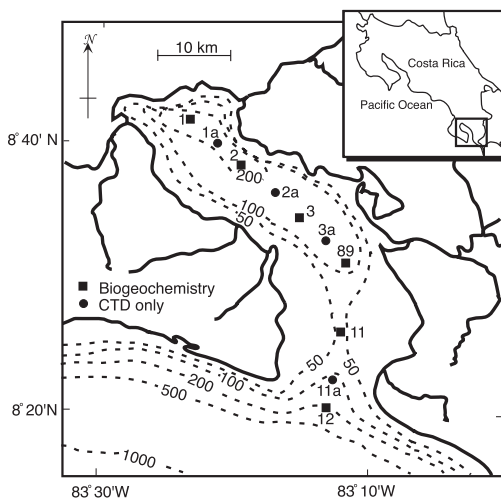 N
10 km
Costa Rica
Pacific Ocean
8° 40'
1
1a
2
200
2a
100
50
3
3a
89
Biogeochemistry
CTD only
11
50
50
100
200
500
11a
12
8° 20'
1000
83° 30'W
83° 10'W